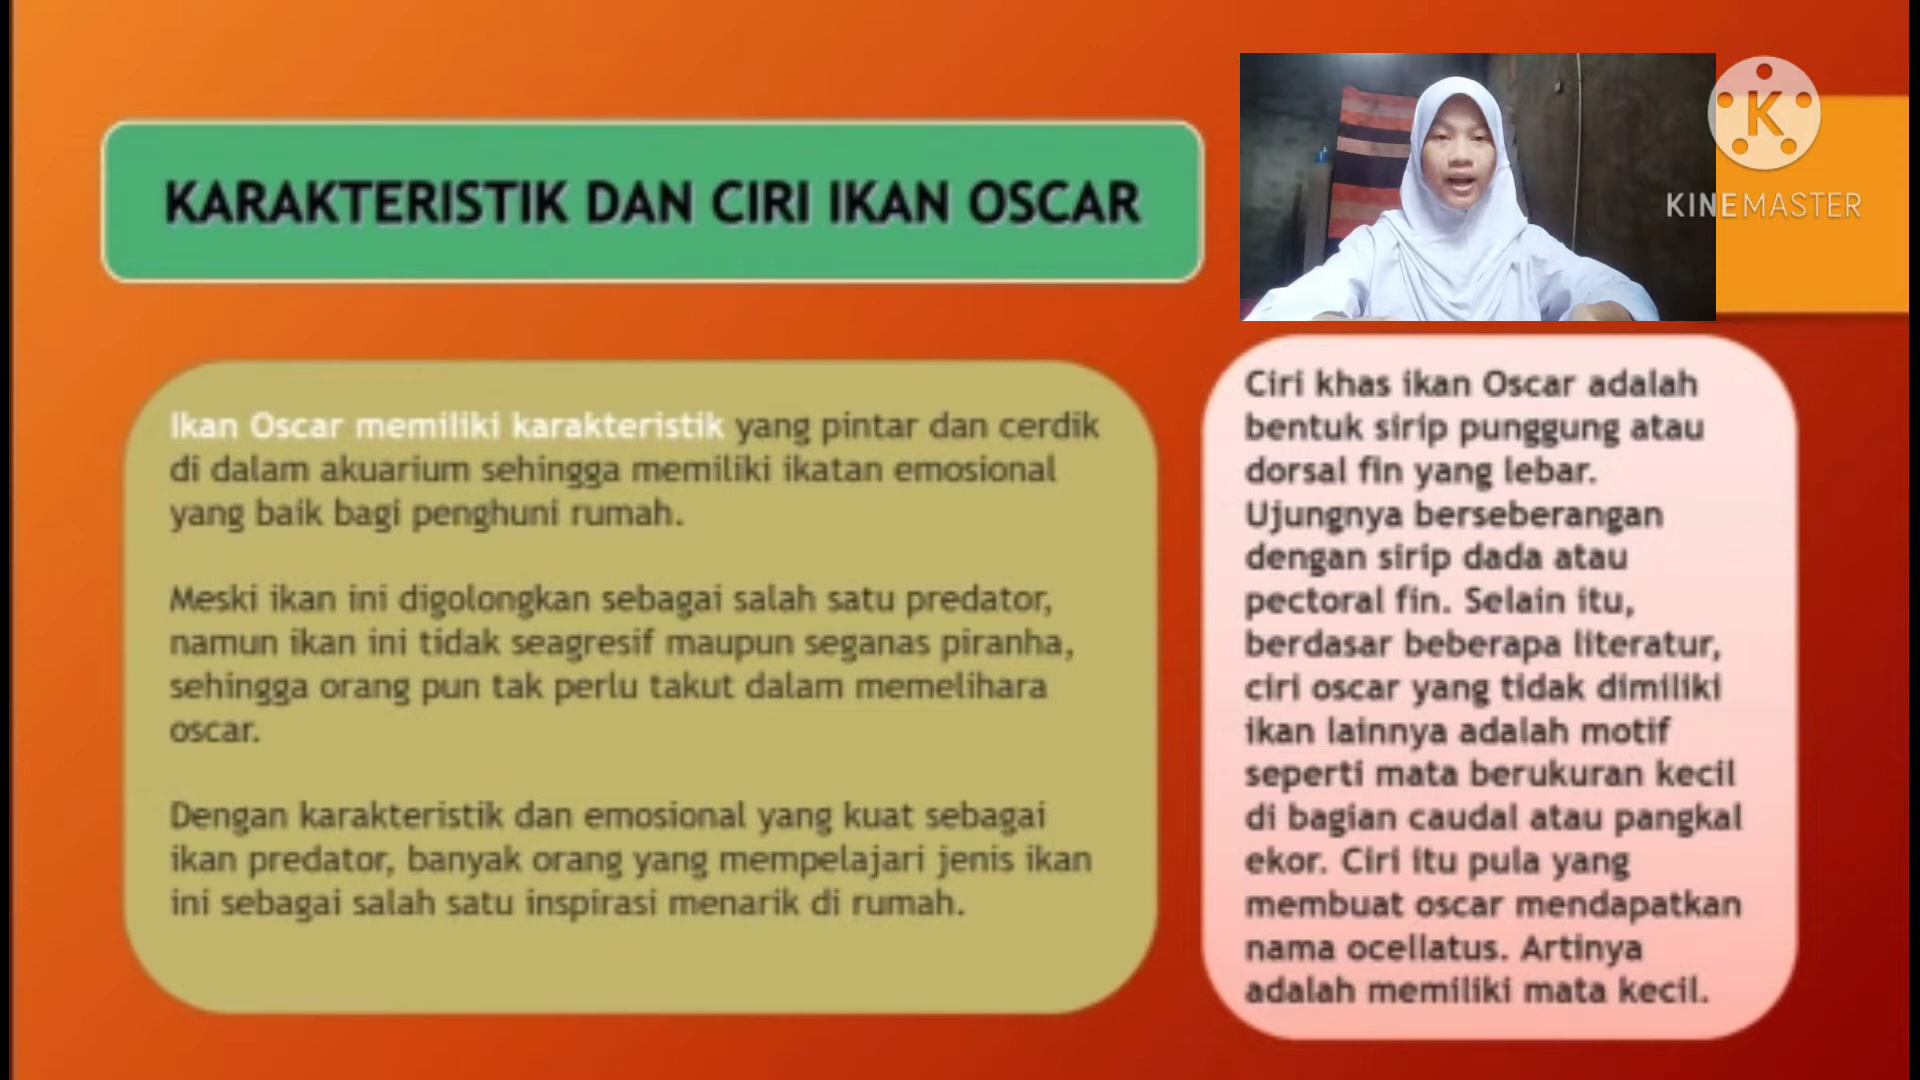 KARAKTERISTIK DAN CIRI IKAN OSCAR
K
KINEMASTER
Ikan Oscar memiliki karakteristik yang pintar dan cerdik
di dalam akuarium sehingga memiliki ikatan emosional
yang baik bagi penghuni rumah.
Meski ikan ini digolongkan sebagai salah satu predator,
namun ikan ini tidak seagresif maupun seganas piranha,
sehingga orang pun tak perlu takut dalam memelihara
oscar.
Dengan karakteristik dan emosional yang kuat sebagai
ikan predator, banyak orang yang mempelajari jenis ikan
ini sebagai salah satu inspirasi menarik di rumah.
Ciri khas ikan Oscar adalah
bentuk sirip punggung atau
dorsal fin yang lebar.
Ujungnya berseberangan
dengan sirip dada atau
pectoral fin. Selain itu,
berdasar beberapa literatur,
ciri oscar yang tidak dimiliki
ikan lainnya adalah motif
seperti mata berukuran kecil
di bagian caudal atau pangkal
ekor. Ciri itu pula yang
membuat oscar mendapatkan
nama ocellatus. Artinya
adalah memiliki mata kecil.